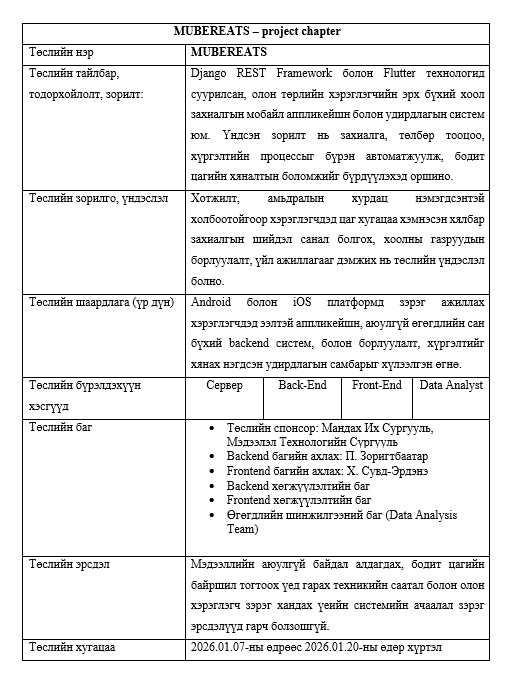 MUBEREATS – project chapter
Төслийн нэр
MUBEREATS
Төслийн тайлбар,
тодорхойлолт, зорилт:
Django REST Framework болон Flutter технологид
суурилсан, олон төрлийн хэрэглэгчийн эрх бүхий хоол
захиалгын мобайл аппликейшн болон удирдлагын систем
юм. Үндсэн зорилт нь захиалга, төлбөр тооцоо,
хүргэлтийн процессыг бүрэн автоматжуулж, бодит
цагийн хяналтын боломжийг бүрдүүлэхэд оршино.
Төслийн зорилго, үндэслэл
Хотжилт, амьдралын хурдац нэмэгдсэнтэй
холбоотойгоор хэрэглэгчдэд цаг хугацаа хэмнэсэн хялбар
захиалгын шийдэл санал болгох, хоолны газруудын
борлуулалт, үйл ажиллагааг дэмжих нь төслийн үндэслэл
болно.
Төслийн шаардлага (үр дүн)
Android болон iOS платформд зэрэг ажиллах
хэрэглэгчдэд ээлтэй аппликейшн, аюулгүй өгөгдлийн сан
бүхий backend систем, болон борлуулалт, хүргэлтийг
хянах нэгдсэн удирдлагын самбарыг хүлээлгэн өгнө.
Төслийн бүрэлдэхүүн
хэсгүүд
Сервер
Back-End
Front-End
Data Analyst
Төслийн баг
• Төслийн спонсор: Мандах Их Сургууль,
Мэдээлэл Технологийн Сургууль
• Backend багийн ахлах: П. Зоригтбаатар
• Frontend багийн ахлах: Х. Сувд-Эрдэнэ
• Backend хөгжүүлэлтийн баг
• Frontend хөгжүүлэлтийн баг
• Өгөгдлийн шинжилгээний баг (Data Analysis
Team)
Төслийн эрсдэл
Мэдээллийн аюулгүй байдал алдагдах, бодит цагийн
байршил тогтоох үед гарах техникийн саатал болон олон
хэрэглэгч зэрэг хандах үеийн системийн ачаалал зэрэг
эрсдэлүүд гарч болзошгүй.
Төслийн хугацаа
2026.01.07-ны өдрөөс 2026.01.20-ны өдөр хүртэл